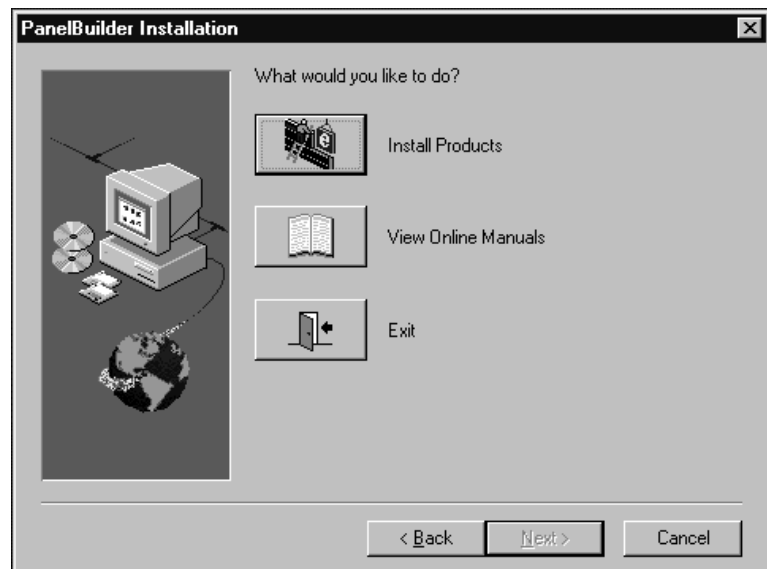 PanelBuilder Installation
What would you like to do?
Install Products
View Online Manuals
Exit
< Back
Next >
Cancel